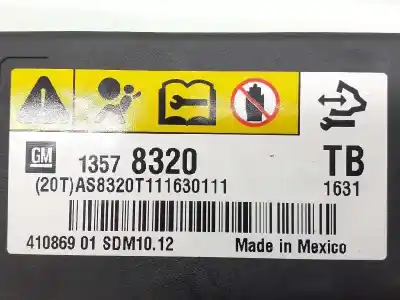 GM 1357 8320 TB
(20T)AS8320T111630111 1631
410869 01 SDM10.12 Made in Mexico